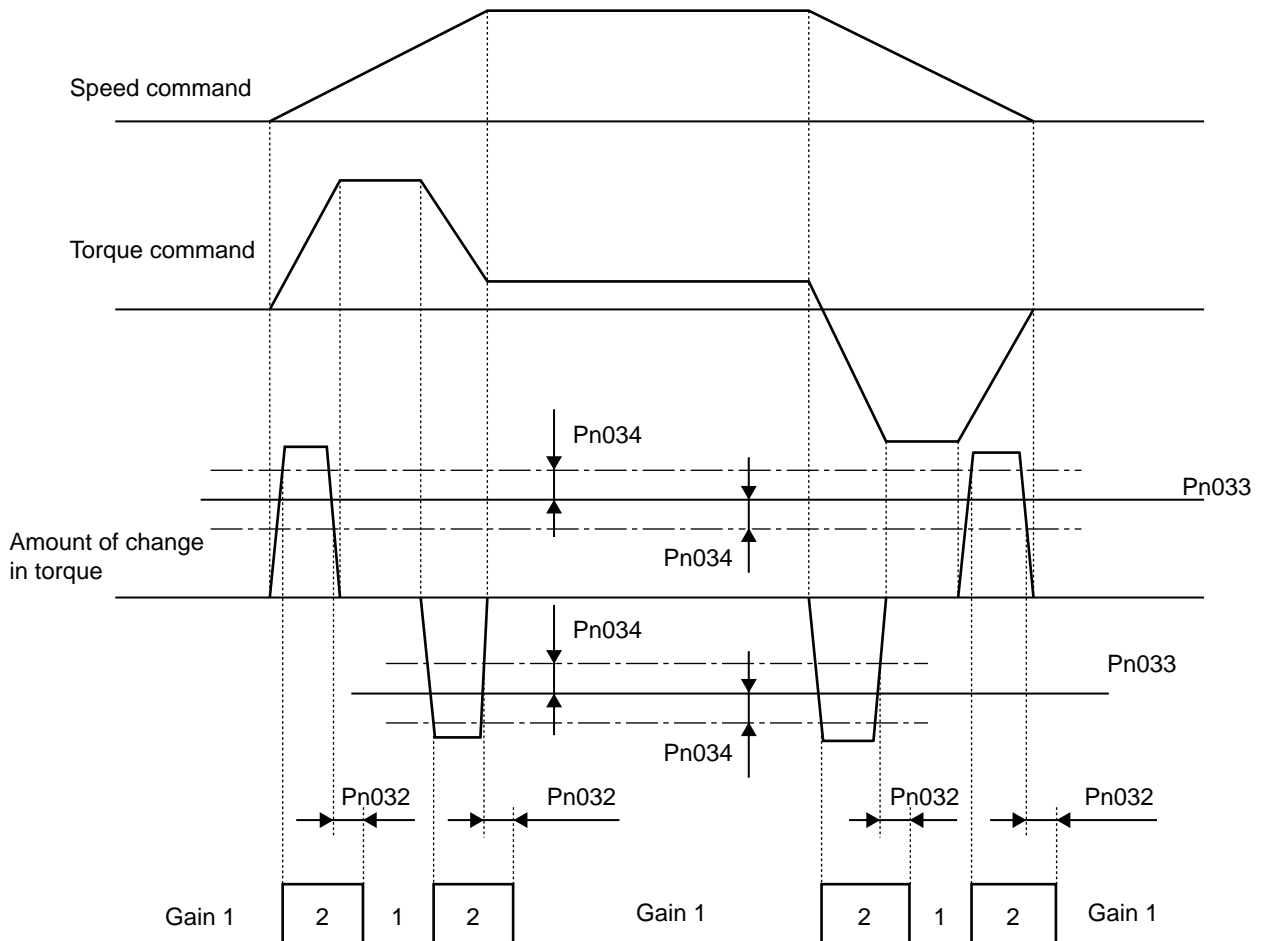 Speed command
Torque command
Pn034
Pn033
Pn034
Amount of change
in torque
Pn034
Pn033
Pn034
Pn032
Pn032
Pn032
Pn032
Gain 1
2
1
2
Gain 1
2
1
2
Gain 1